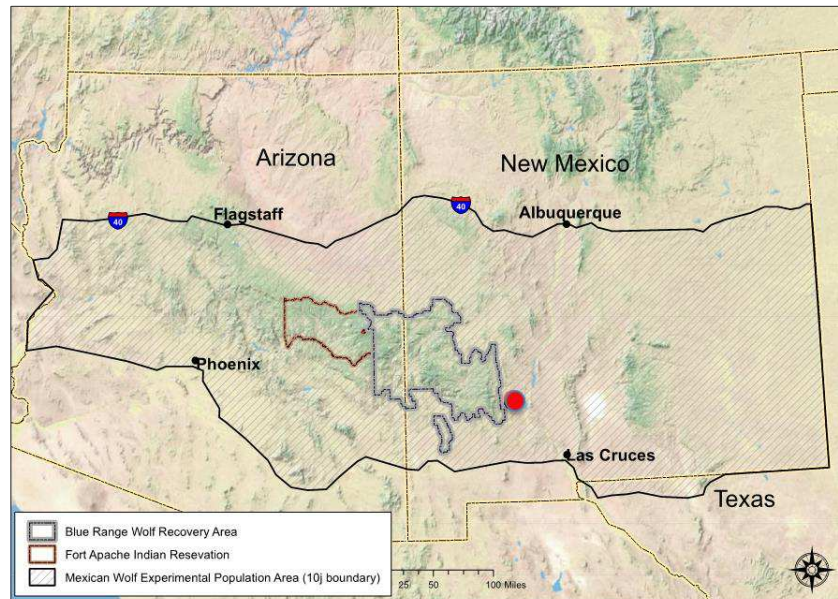 Arizona
New Mexico
40
Flagstaff
40
Albuquerque
Phoenix
Las Cruces
Texas
Blue Range Wolf Recovery Area
Fort Apache Indian Resevation
Mexican Wolf Experimental Population Area (10j boundary)
25 50 100 Miles